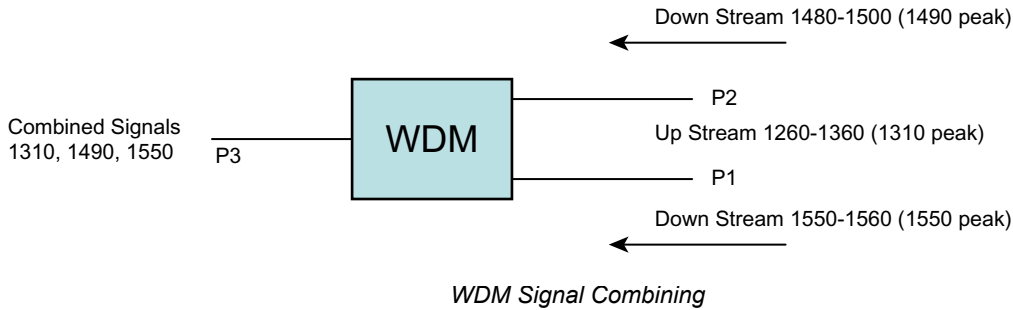 Down Stream 1480-1500 (1490 peak)
P2
Combined Signals
1310, 1490, 1550
P3
WDM
Up Stream 1260-1360 (1310 peak)
P1
Down Stream 1550-1560 (1550 peak)
WDM Signal Combining